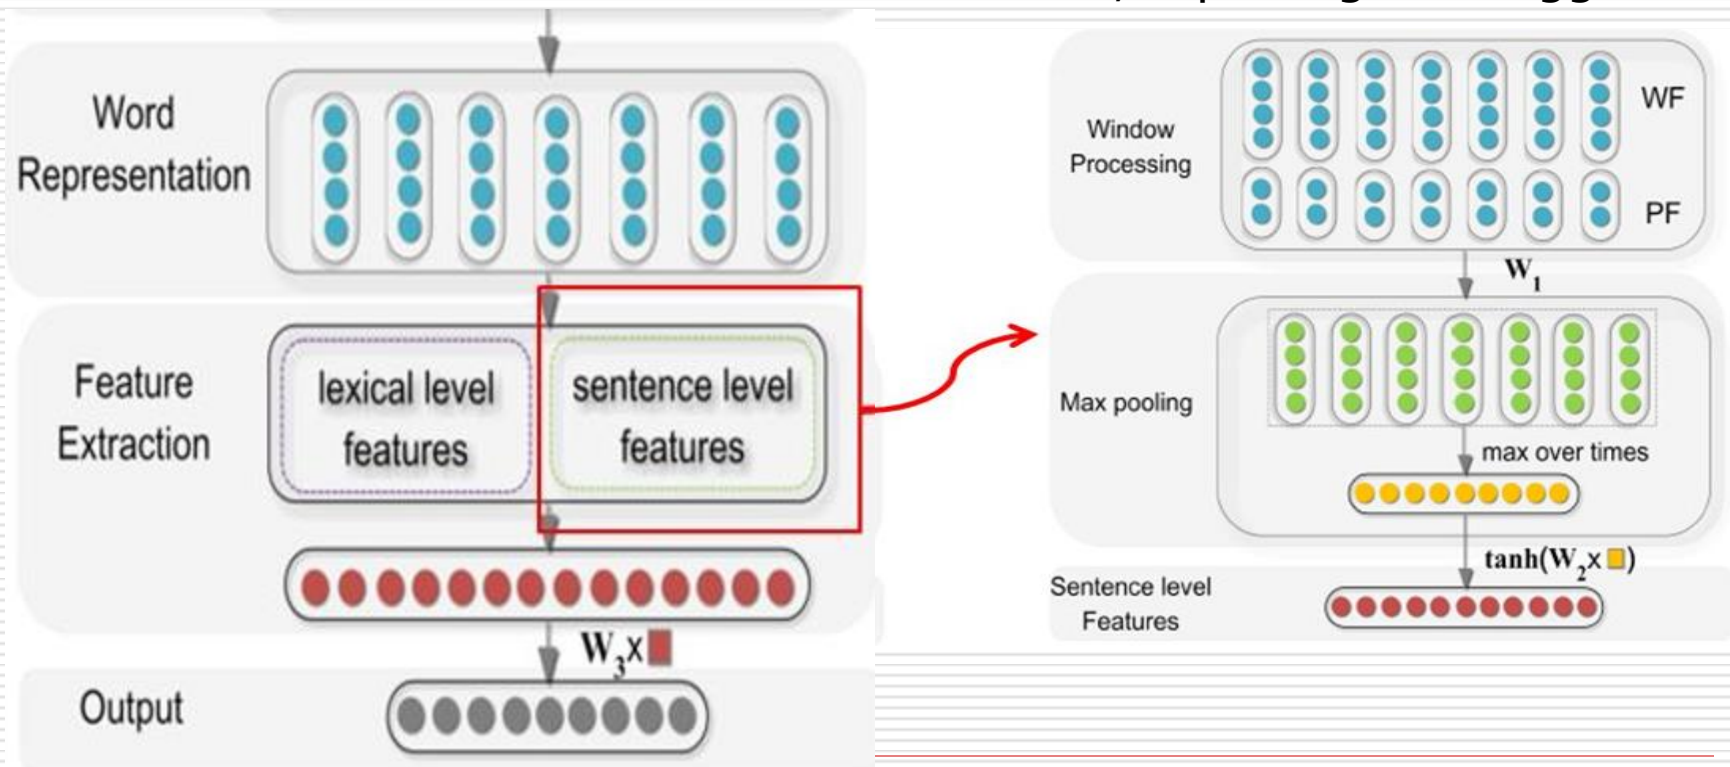 Word
Representation
Feature
Extraction
lexical level
features
sentence level
features
W3x
Output
Window
Processing
WF
PF
W1
Max pooling
max over times
tanh(W2x )
Sentence level
Features